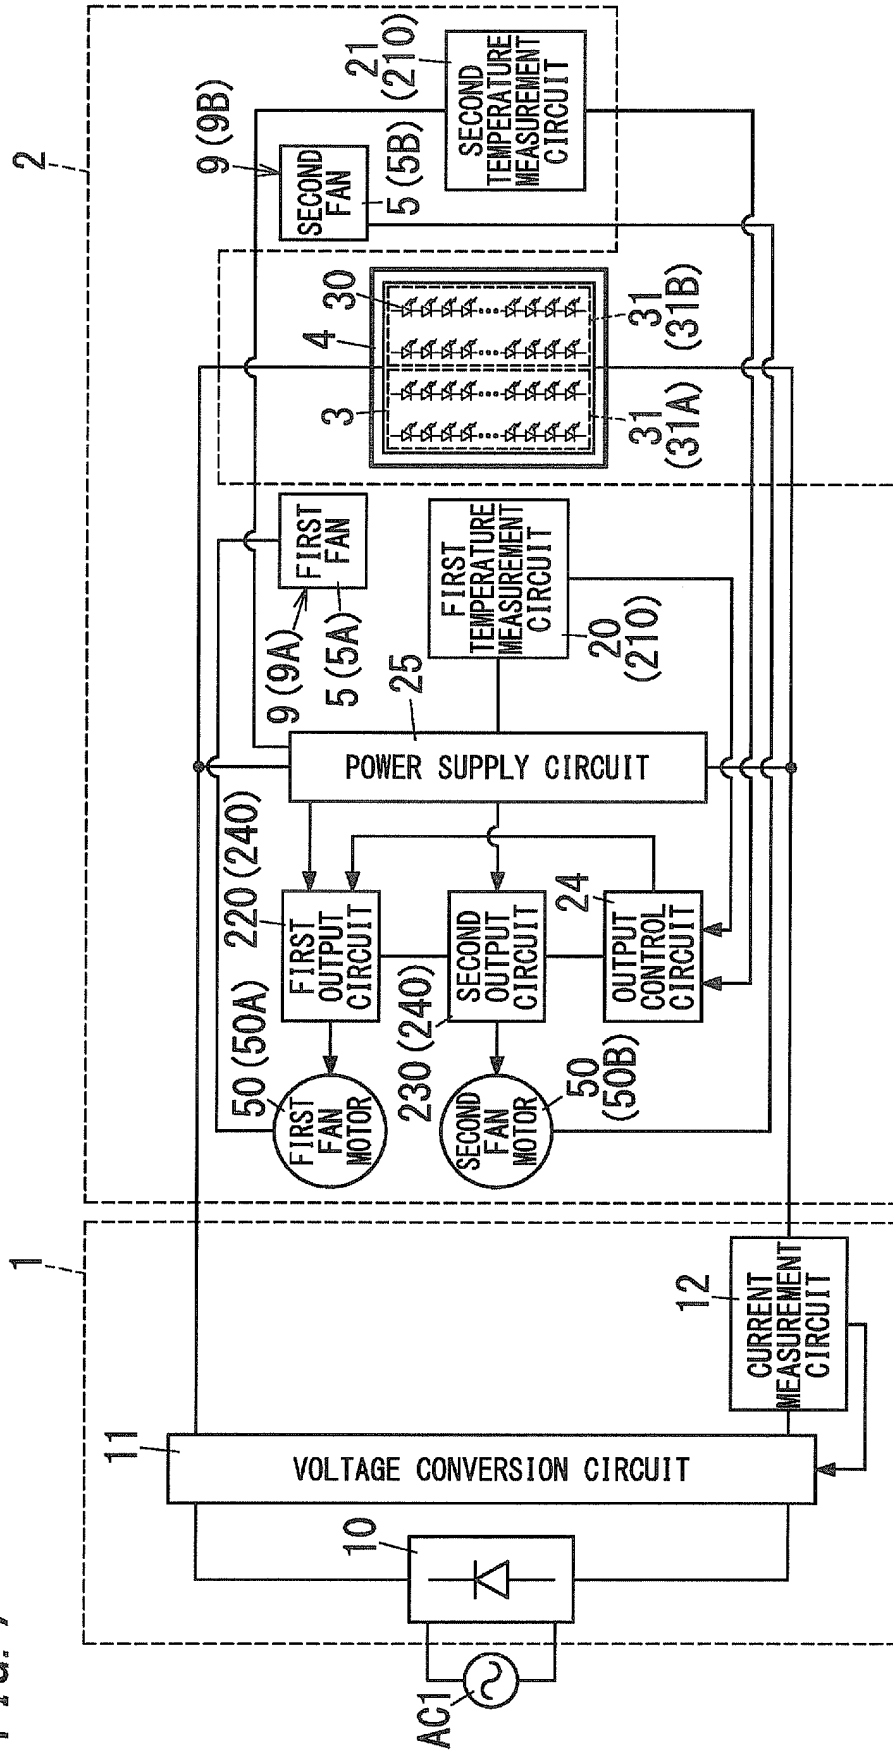 FIG. 7
1
2
AC1
10
11
VOLTAGE CONVERSION CIRCUIT
12
CURRENT
MEASUREMENT
CIRCUIT
50 (50A)
FIRST
FAN
MOTOR
SECOND
FAN
MOTOR
50
(50B)
220 (240)
FIRST
OUTPUT
CIRCUIT
230 (240)
SECOND
OUTPUT
CIRCUIT
24
OUTPUT
CONTROL
CIRCUIT
25
POWER SUPPLY CIRCUIT
9 (9A)
FIRST
FAN
5 (5A)
FIRST
TEMPERATURE
MEASUREMENT
CIRCUIT
20
(210)
3
4
30
31
(31A)
31
(31B)
9 (9B)
SECOND
FAN
5 (5B)
21
(210)
SECOND
TEMPERATURE
MEASUREMENT
CIRCUIT